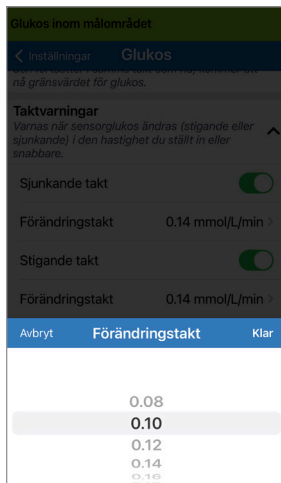 Glukos inom målområdet
Inställningar Glukos
nå gränsvärdet för glukos.
Taktvarningar
Varnas när sensorglukos ändras (stigande eller
sjunkande) i den hastighet du ställt in eller
snabbare.
Sjunkande takt
Förändringstakt 0.14 mmol/L/min
Stigande takt
Förändringstakt 0.14 mmol/L/min
Avbryt Förändringstakt Klar
0.08
0.10
0.12
0.14
0.16